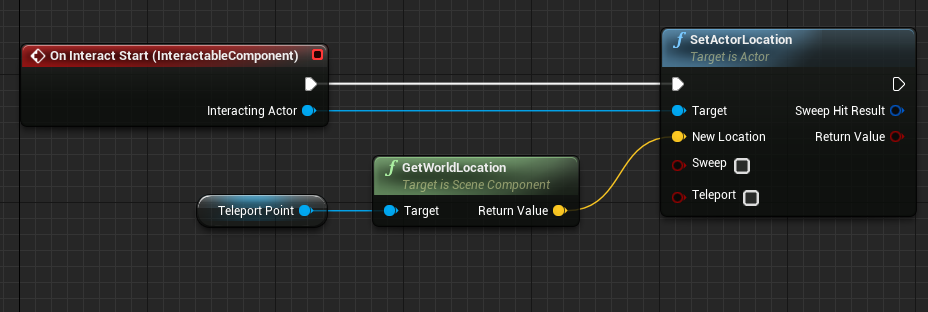 On Interact Start (InteractableComponent)
Interacting Actor
SetActorLocation
Target is Actor
Target
Sweep Hit Result
New Location
Return Value
Sweep
Teleport
f GetWorldLocation
Target is Scene Component
Teleport Point
Target
Return Value